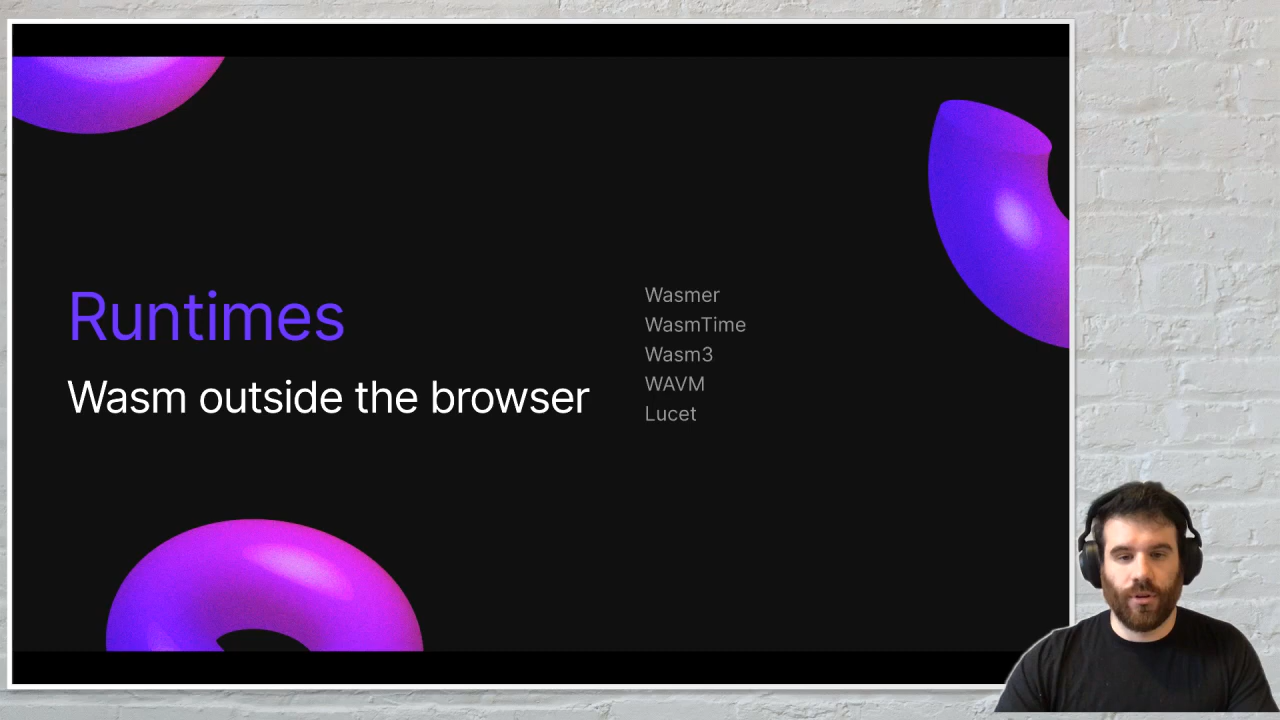 Runtimes
Wasm outside the browser
Wasmer
WasmTime
Wasm3
WAVM
Lucet